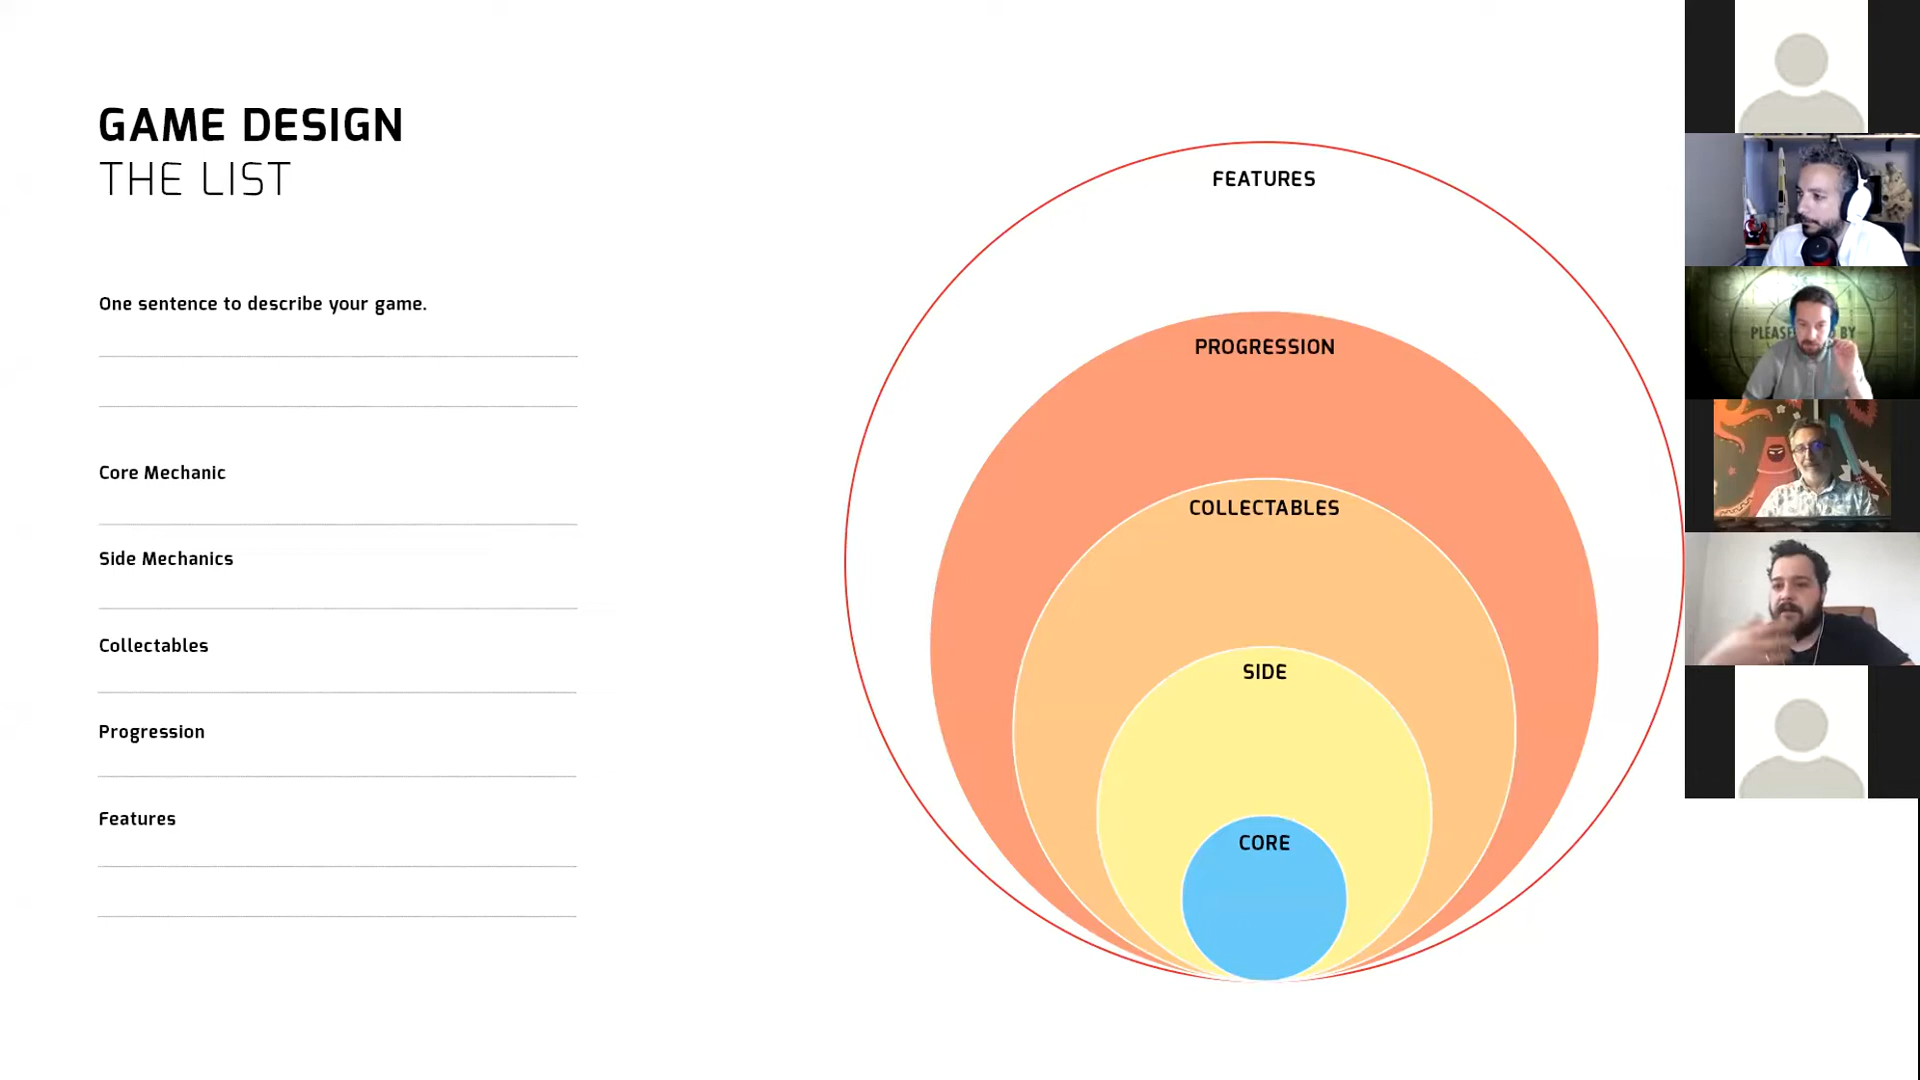 GAME DESIGN
THE LIST
One sentence to describe your game.
Core Mechanic
Side Mechanics
Collectables
Progression
Features
FEATURES
PROGRESSION
COLLECTABLES
SIDE
CORE
BY